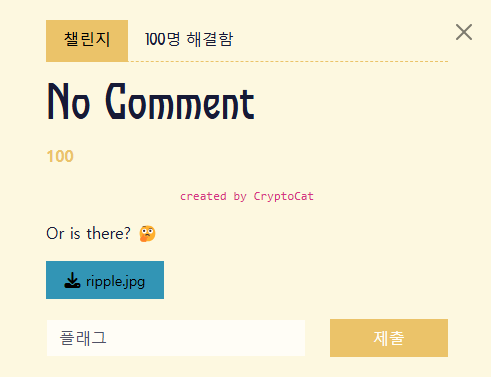 챌린지 100명 해결함
No Comment
100
created by CryptoCat
Or is there? 🤔
ripple.jpg
플래그 제출